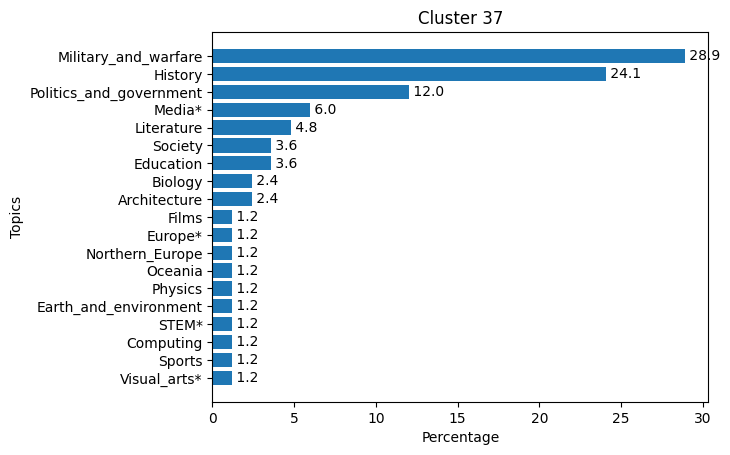 Cluster 37
Topics
Military_and_warfare 28.9
History 24.1
Politics_and_government 12.0
Media* 6.0
Literature 4.8
Society 3.6
Education 3.6
Biology 2.4
Architecture 2.4
Films 1.2
Europe* 1.2
Northern_Europe 1.2
Oceania 1.2
Physics 1.2
Earth_and_environment 1.2
STEM* 1.2
Computing 1.2
Sports 1.2
Visual_arts* 1.2
0 5 10 15 20 25 30
Percentage